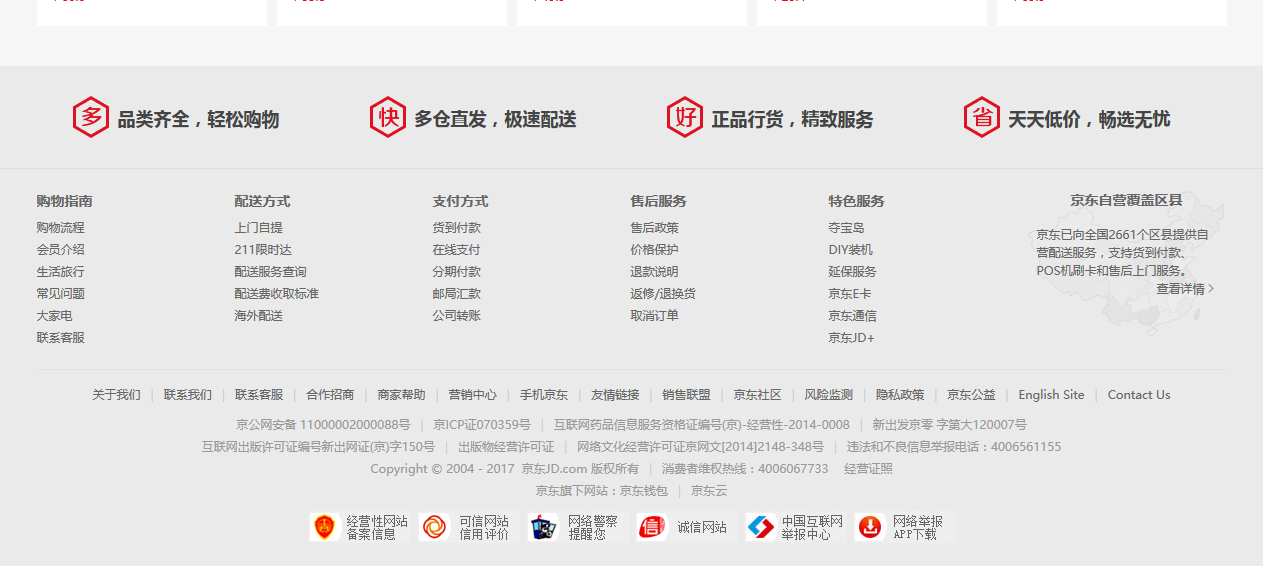 多 品类齐全，轻松购物
快 多仓直发，极速配送
好 正品行货，精致服务
省 天天低价，畅选无忧
购物指南
购物流程
会员介绍
生活旅行
常见问题
大家电
联系客服
配送方式
上门自提
211限时达
配送服务查询
配送费收取标准
海外配送
支付方式
货到付款
在线支付
分期付款
邮局汇款
公司转账
售后服务
售后政策
价格保护
退款说明
返修/退换货
取消订单
特色服务
夺宝岛
DIY装机
延保服务
京东E卡
京东通信
京东JD+
京东自营覆盖区县
京东已向全国2661个区县提供自
营配送服务，支持货到付款、
POS机刷卡和售后上门服务。
查看详情 >
关于我们 | 联系我们 | 联系客服 | 合作招商 | 商家帮助 | 营销中心 | 手机京东 | 友情链接 | 销售联盟 | 京东社区 | 风险监测 | 隐私政策 | 京东公益 | English Site | Contact Us
京公网安备 11000002000088号 | 京ICP证070359号 | 互联网药品信息服务资格证编号(京)-经营性-2014-0008 | 新出发京零 字第大120007号
互联网出版许可证编号新出网证(京)字150号 | 出版物经营许可证 | 网络文化经营许可证京网文[2014]2148-348号 | 违法和不良信息举报电话：4006561155
Copyright © 2004 - 2017 京东JD.com 版权所有 | 消费者维权热线：4006067733 经营证照
京东旗下网站：京东钱包 | 京东云
经营性网站
备案信息
可信网站
信用评价
网络警察
提醒您
诚信网站
中国互联网
举报中心
网络举报
APP下载